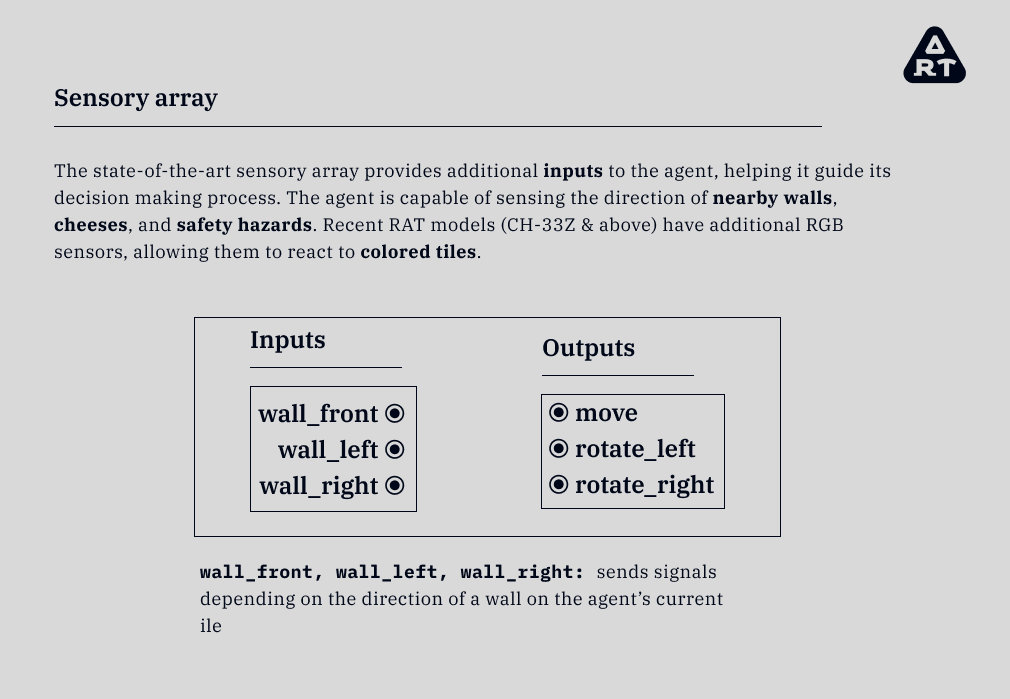 ART
Sensory array
The state-of-the-art sensory array provides additional inputs to the agent, helping it guide its
decision making process. The agent is capable of sensing the direction of nearby walls,
cheeses, and safety hazards. Recent RAT models (CH-33Z & above) have additional RGB
sensors, allowing them to react to colored tiles.
Inputs
wall_front
wall_left
wall_right
Outputs
move
rotate_left
rotate_right
wall_front, wall_left, wall_right: sends signals
depending on the direction of a wall on the agent’s current
ile